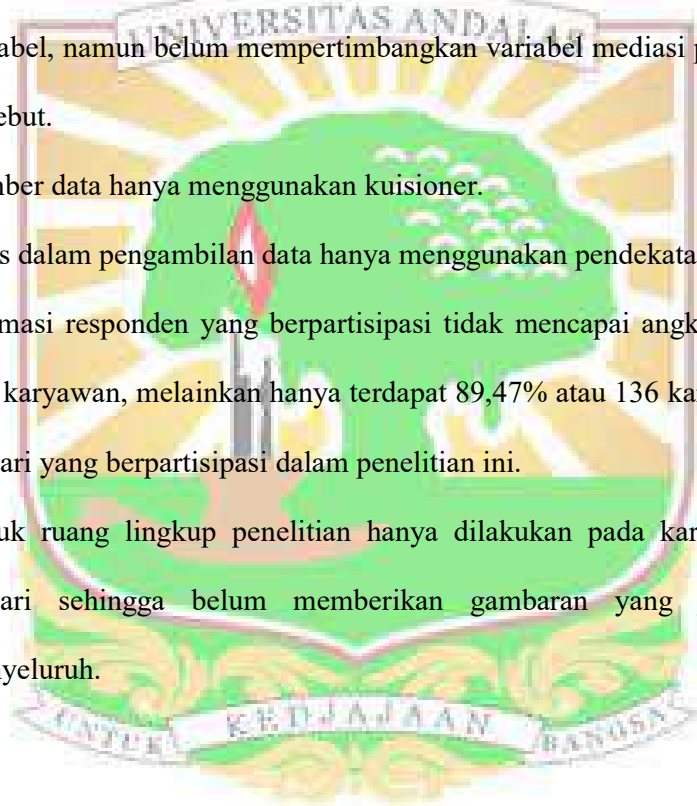 UNIVERSITAS ANDALAS
abel, namun belum mempertimbangkan variabel mediasi p
ebut.
nber data hanya menggunakan kuisioner.
s dalam pengambilan data hanya menggunakan pendekata
masi responden yang berpartisipasi tidak mencapai angk
karyawan, melainkan hanya terdapat 89,47% atau 136 ka
ari yang berpartisipasi dalam penelitian ini.
uk ruang lingkup penelitian hanya dilakukan pada kar
ari sehingga belum memberikan gambaran yang
nyeluruh.
UNTUK KEDJAJAAN BANGSA